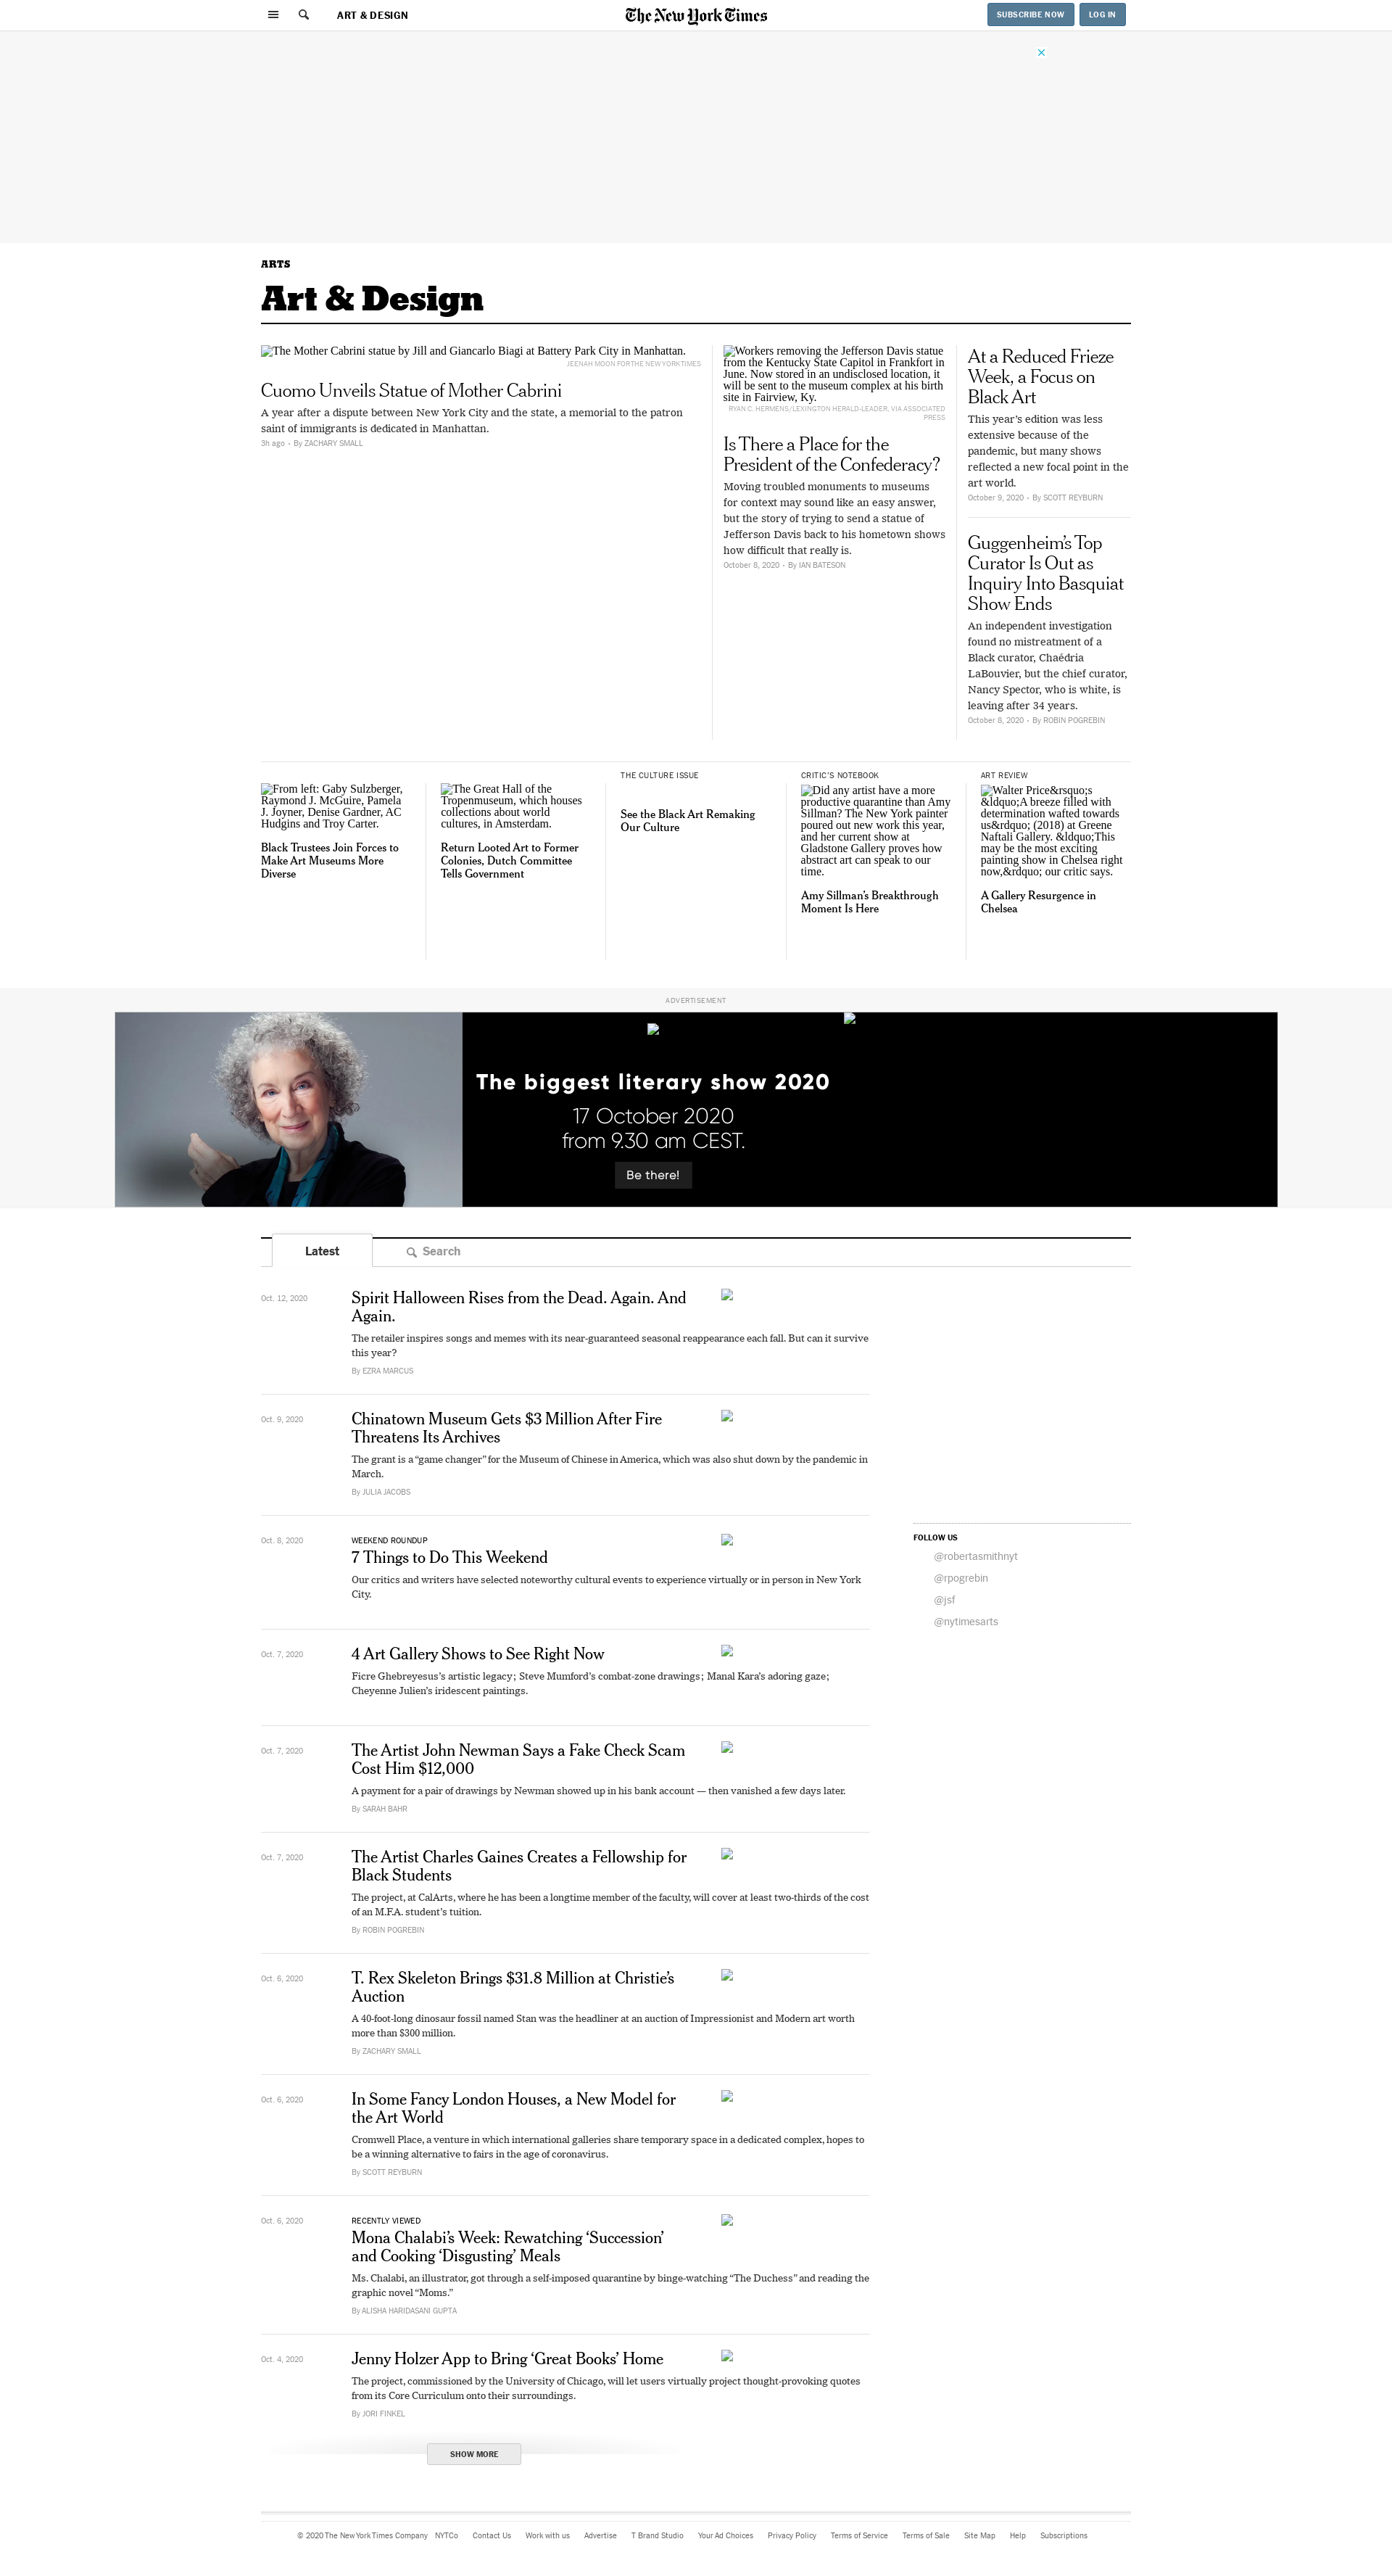 ART & DESIGN
The New York Times
SUBSCRIBE NOW
LOG IN
ARTS
Art & Design
The Mother Cabrini statue by Jill and Giancarlo Biagi at Battery Park City in Manhattan.
JEENAH MOON FOR THE NEW YORK TIMES
Cuomo Unveils Statue of Mother Cabrini
A year after a dispute between New York City and the state, a memorial to the patron
saint of immigrants is dedicated in Manhattan.
3h ago • By ZACHARY SMALL
Workers removing the Jefferson Davis statue
from the Kentucky State Capitol in Frankfort in
June. Now stored in an undisclosed location, it
will be sent to the museum complex at his birth
site in Fairview, Ky.
RYAN C. HERMENS/LEXINGTON HERALD-LEADER, VIA ASSOCIATED
PRESS
Is There a Place for the
President of the Confederacy?
Moving troubled monuments to museums
for context may sound like an easy answer,
but the story of trying to send a statue of
Jefferson Davis back to his hometown shows
how difficult that really is.
October 8, 2020 • By IAN BATESON
At a Reduced Frieze
Week, a Focus on
Black Art
This year’s edition was less
extensive because of the
pandemic, but many shows
reflected a new focal point in the
art world.
October 9, 2020 • By SCOTT REYBURN
Guggenheim’s Top
Curator Is Out as
Inquiry Into Basquiat
Show Ends
An independent investigation
found no mistreatment of a
Black curator, Chaédria
LaBouvier, but the chief curator,
Nancy Spector, who is white, is
leaving after 34 years.
October 8, 2020 • By ROBIN POGREBIN
From left: Gaby Sulzberger,
Raymond J. McGuire, Pamela
J. Joyner, Denise Gardner, AC
Hudgins and Troy Carter.
Black Trustees Join Forces to
Make Art Museums More
Diverse
The Great Hall of the
Tropenmuseum, which houses
collections about world
cultures, in Amsterdam.
Return Looted Art to Former
Colonies, Dutch Committee
Tells Government
THE CULTURE ISSUE
See the Black Art Remaking
Our Culture
CRITIC’S NOTEBOOK
Did any artist have a more
productive quarantine than Amy
Sillman? The New York painter
poured out new work this year,
and her current show at
Gladstone Gallery proves how
abstract art can speak to our
time.
Amy Sillman’s Breakthrough
Moment Is Here
ART REVIEW
Walter Price&rsquo;s
&ldquo;A breeze filled with
determination wafted towards
us&rdquo; (2018) at Greene
Naftali Gallery. &ldquo;This
may be the most exciting
painting show in Chelsea right
now,&rdquo; our critic says.
A Gallery Resurgence in
Chelsea
ADVERTISEMENT
The biggest literary show 2020
17 October 2020
from 9.30 am CEST.
Be there!
Latest
Search
Oct. 12, 2020
Spirit Halloween Rises from the Dead. Again. And
Again.
The retailer inspires songs and memes with its near-guaranteed seasonal reappearance each fall. But can it survive
this year?
By EZRA MARCUS
Oct. 9, 2020
Chinatown Museum Gets $3 Million After Fire
Threatens Its Archives
The grant is a “game changer” for the Museum of Chinese in America, which was also shut down by the pandemic in
March.
By JULIA JACOBS
Oct. 8, 2020
WEEKEND ROUNDUP
7 Things to Do This Weekend
Our critics and writers have selected noteworthy cultural events to experience virtually or in person in New York
City.
FOLLOW US
@robertasmithnyt
@rpogrebin
@jsf
@nytimesarts
Oct. 7, 2020
4 Art Gallery Shows to See Right Now
Ficre Ghebreyesus’s artistic legacy; Steve Mumford’s combat-zone drawings; Manal Kara’s adoring gaze;
Cheyenne Julien’s iridescent paintings.
Oct. 7, 2020
The Artist John Newman Says a Fake Check Scam
Cost Him $12,000
A payment for a pair of drawings by Newman showed up in his bank account — then vanished a few days later.
By SARAH BAHR
Oct. 7, 2020
The Artist Charles Gaines Creates a Fellowship for
Black Students
The project, at CalArts, where he has been a longtime member of the faculty, will cover at least two-thirds of the cost
of an M.F.A. student’s tuition.
By ROBIN POGREBIN
Oct. 6, 2020
T. Rex Skeleton Brings $31.8 Million at Christie’s
Auction
A 40-foot-long dinosaur fossil named Stan was the headliner at an auction of Impressionist and Modern art worth
more than $300 million.
By ZACHARY SMALL
Oct. 6, 2020
In Some Fancy London Houses, a New Model for
the Art World
Cromwell Place, a venture in which international galleries share temporary space in a dedicated complex, hopes to
be a winning alternative to fairs in the age of coronavirus.
By SCOTT REYBURN
Oct. 6, 2020
RECENTLY VIEWED
Mona Chalabi’s Week: Rewatching ‘Succession’
and Cooking ‘Disgusting’ Meals
Ms. Chalabi, an illustrator, got through a self-imposed quarantine by binge-watching “The Duchess” and reading the
graphic novel “Moms.”
By ALISHA HARIDASANI GUPTA
Oct. 4, 2020
Jenny Holzer App to Bring ‘Great Books’ Home
The project, commissioned by the University of Chicago, will let users virtually project thought-provoking quotes
from its Core Curriculum onto their surroundings.
By JORI FINKEL
SHOW MORE
© 2020 The New York Times Company NYTCo Contact Us Work with us Advertise T Brand Studio Your Ad Choices Privacy Policy Terms of Service Terms of Sale Site Map Help Subscriptions